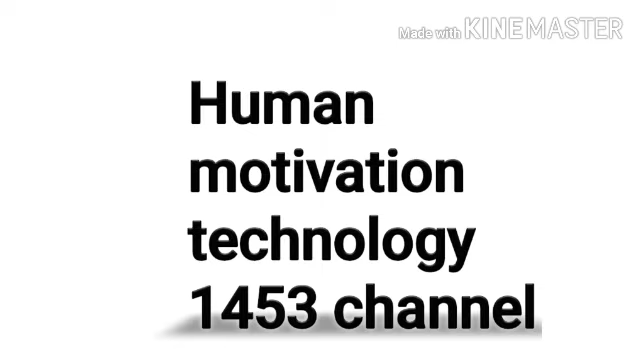 Made with KINEMASTER
Human
motivation
technology
1453 channel